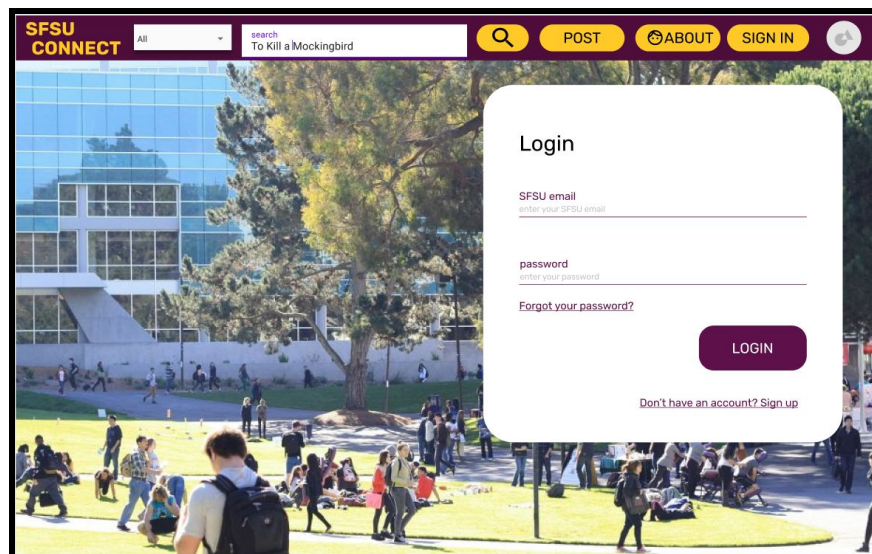 SFSU
CONNECT
All
search
To Kill a Mockingbird
POST
ABOUT
SIGN IN
Login
SFSU email
enter your SFSU email
password
enter your password
Forgot your password?
LOGIN
Don't have an account? Sign up